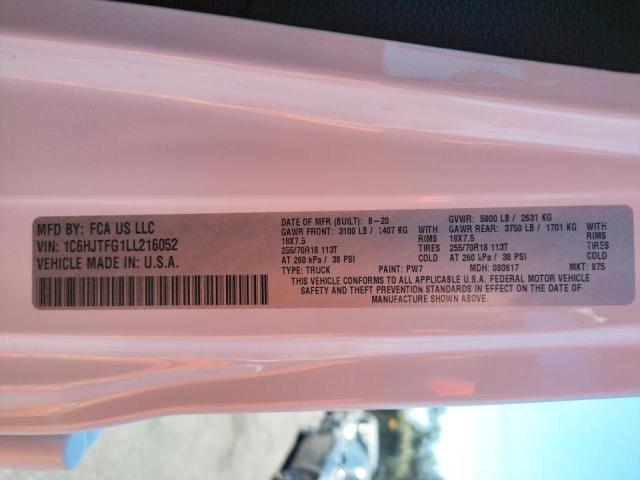 MFD BY: FCA US LLC
VIN: 1C6HJTFG1LL216052
VEHICLE MADE IN: U.S.A.
DATE OF MFR (BUILT): 8-20 GVWR: 5800 LB / 2631 KG
GAWR FRONT: 3100 LB / 1407 KG WITH GAWR REAR: 3750 LB / 1701 KG WITH
18X7.5 RIMS 18X7.5 RIMS
255/70R18 113T TIRES 255/70R18 113T TIRES
AT 260 kPa / 38 PSI COLD AT 260 kPa / 38 PSI COLD
TYPE: TRUCK PAINT: PW7 MDH: 080617 MKT: 875
THIS VEHICLE CONFORMS TO ALL APPLICABLE U.S.A. FEDERAL MOTOR VEHICLE
SAFETY AND THEFT PREVENTION STANDARDS IN EFFECT ON THE DATE OF
MANUFACTURE SHOWN ABOVE.